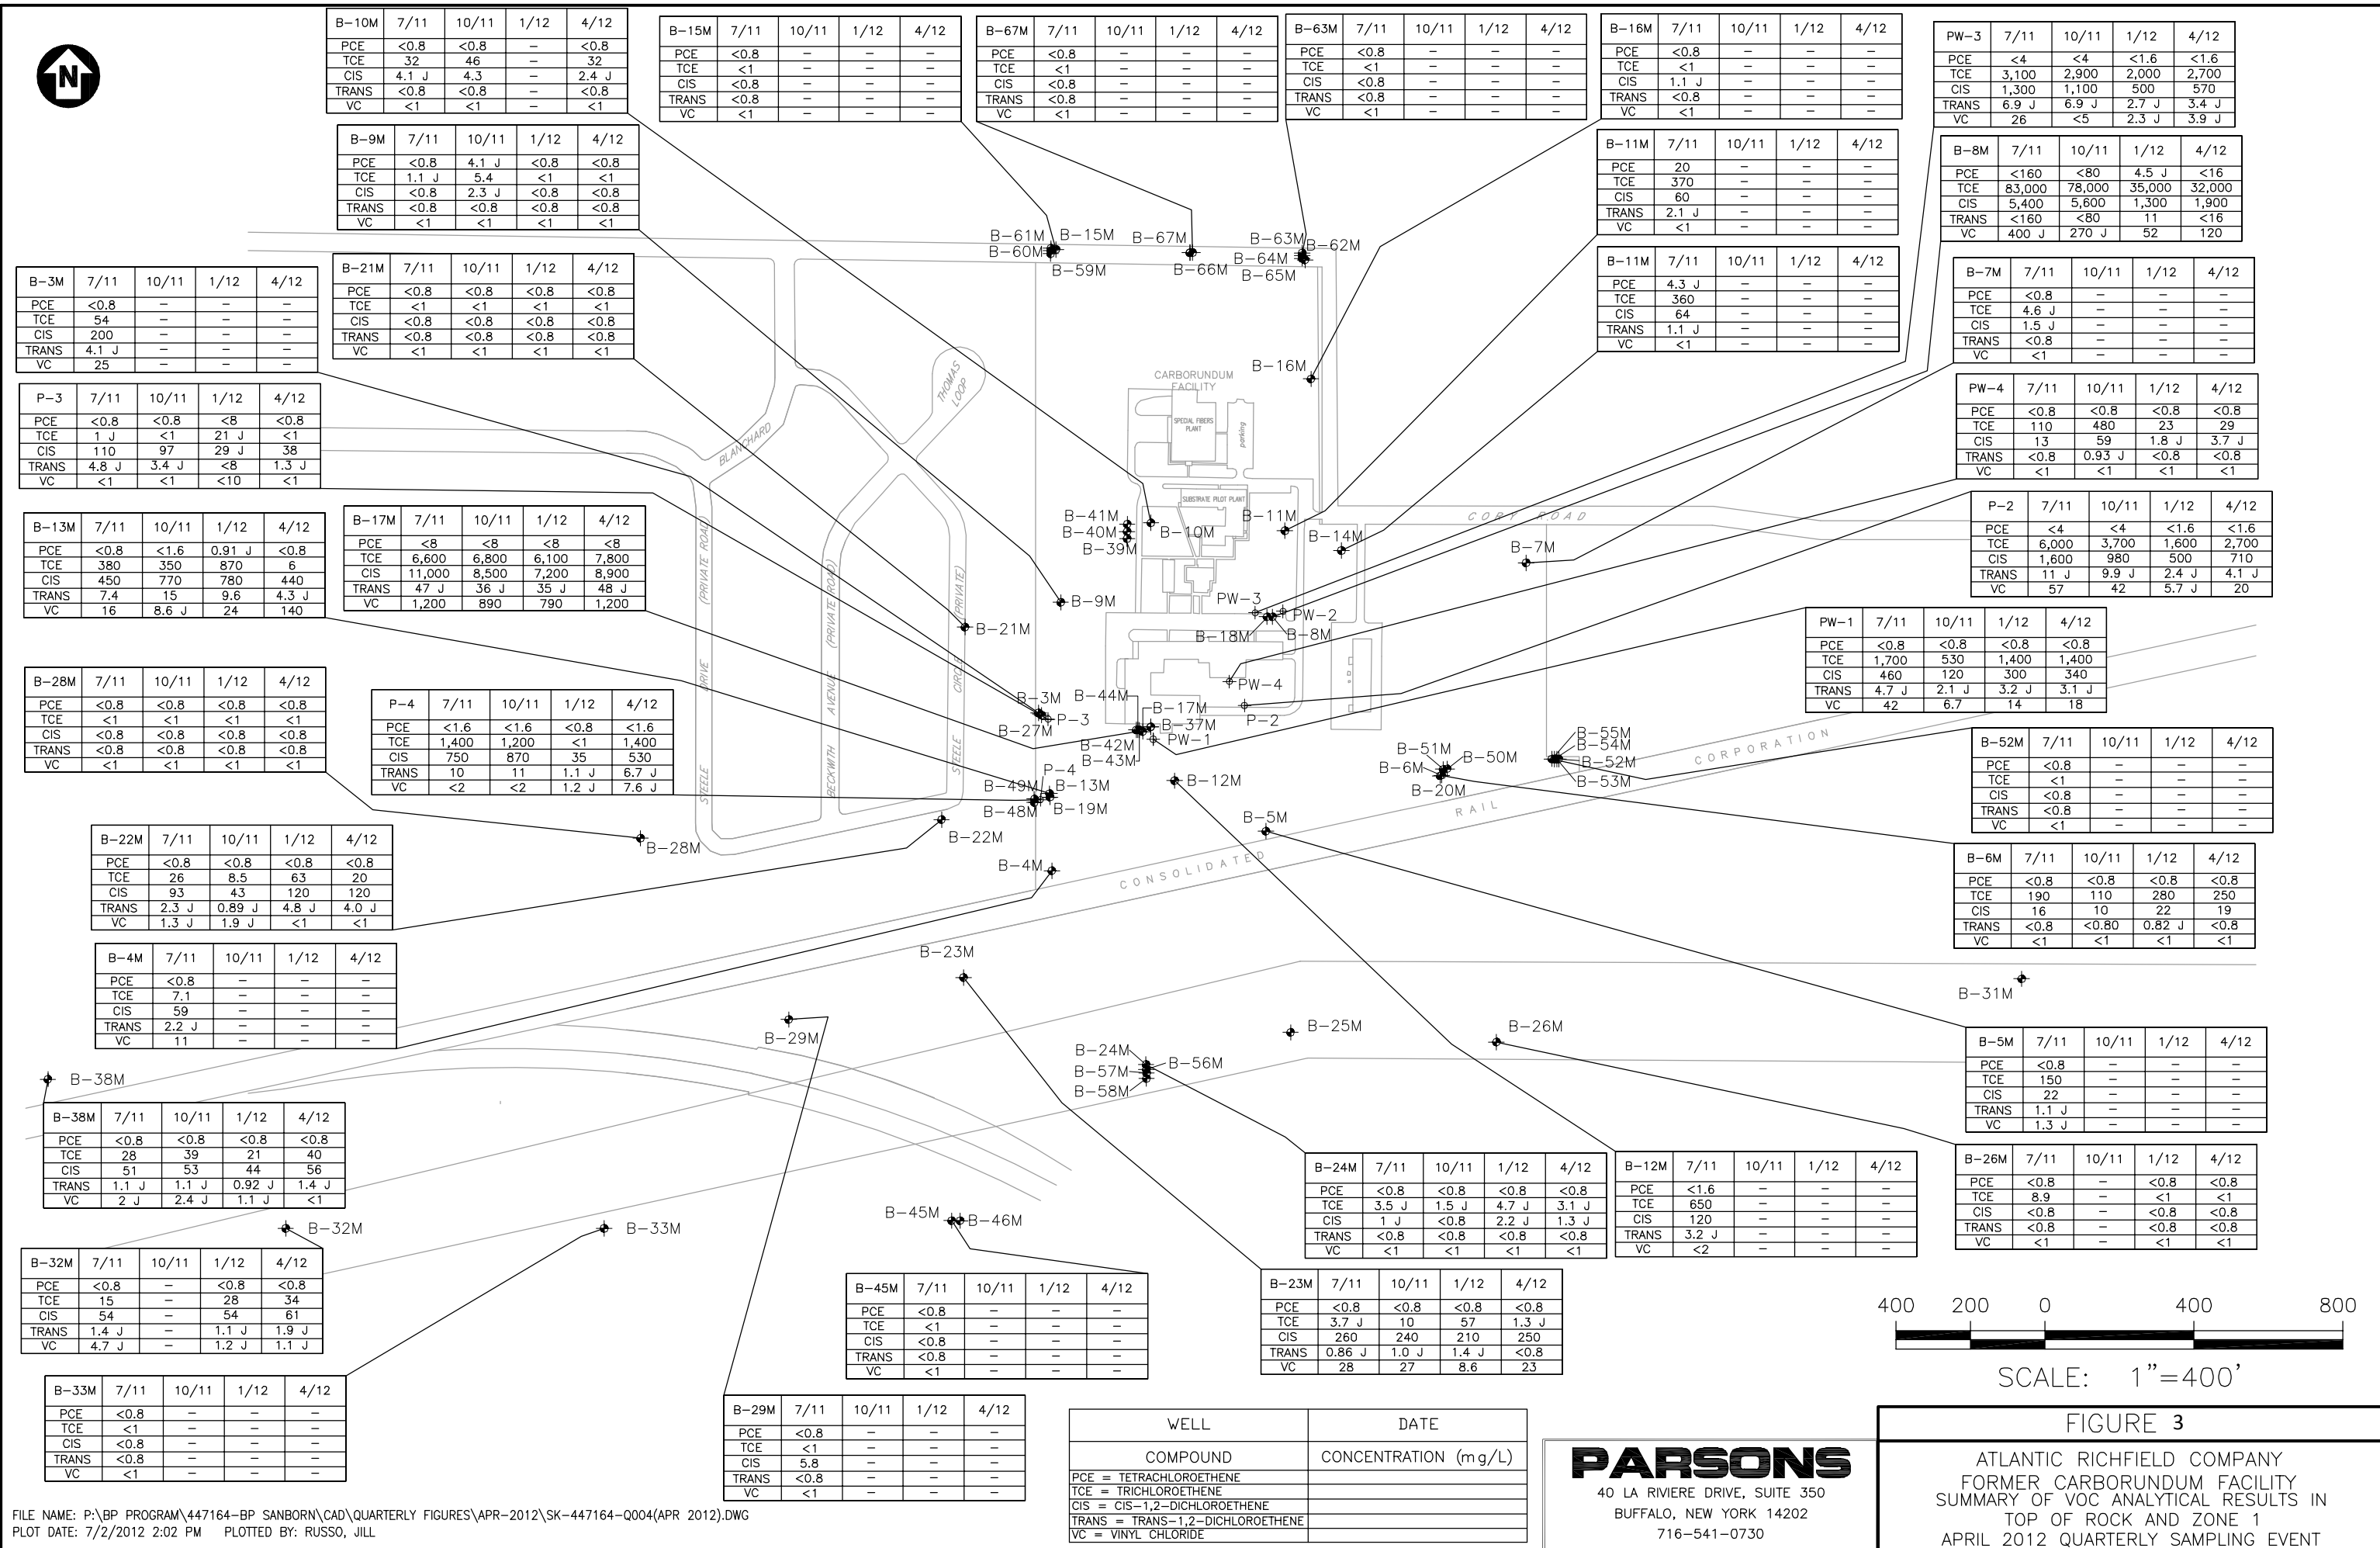 N
B-10M 7/11 10/11 1/12 4/12
PCE <0.8 <0.8 - <0.8
TCE 32 46 - 32
CIS 4.1 J 4.3 - 2.4 J
TRANS <0.8 <0.8 - <0.8
VC <1 <1 - <1
B-15M 7/11 10/11 1/12 4/12
PCE <0.8 - - -
TCE <1 - - -
CIS <0.8 - - -
TRANS <0.8 - - -
VC <1 - - -
B-67M 7/11 10/11 1/12 4/12
PCE <0.8 - - -
TCE <1 - - -
CIS <0.8 - - -
TRANS <0.8 - - -
VC <1 - - -
B-63M 7/11 10/11 1/12 4/12
PCE <0.8 - - -
TCE <1 - - -
CIS <0.8 - - -
TRANS <0.8 - - -
VC <1 - - -
B-16M 7/11 10/11 1/12 4/12
PCE <0.8 - - -
TCE <1 - - -
CIS 1.1 J - - -
TRANS <0.8 - - -
VC <1 - - -
PW-3 7/11 10/11 1/12 4/12
PCE <4 <4 <1.6 <1.6
TCE 3,100 2,900 2,000 2,700
CIS 1,300 1,100 500 570
TRANS 6.9 J 6.9 J 2.7 J 3.4 J
VC 26 <5 2.3 J 3.9 J
B-9M 7/11 10/11 1/12 4/12
PCE <0.8 4.1 J <0.8 <0.8
TCE 1.1 J 5.4 <1 <1
CIS <0.8 2.3 J <0.8 <0.8
TRANS <0.8 <0.8 <0.8 <0.8
VC <1 <1 <1 <1
B-11M 7/11 10/11 1/12 4/12
PCE 20 - - -
TCE 370 - - -
CIS 60 - - -
TRANS 2.1 J - - -
VC <1 - - -
B-8M 7/11 10/11 1/12 4/12
PCE <160 <80 4.5 J <16
TCE 83,000 78,000 35,000 32,000
CIS 5,400 5,600 1,300 1,900
TRANS <160 <80 11 <16
VC 400 J 270 J 52 120
B-3M 7/11 10/11 1/12 4/12
PCE <0.8 - - -
TCE 54 - - -
CIS 200 - - -
TRANS 4.1 J - - -
VC 25 - - -
B-21M 7/11 10/11 1/12 4/12
PCE <0.8 <0.8 <0.8 <0.8
TCE <1 <1 <1 <1
CIS <0.8 <0.8 <0.8 <0.8
TRANS <0.8 <0.8 <0.8 <0.8
VC <1 <1 <1 <1
B-11M 7/11 10/11 1/12 4/12
PCE 4.3 J - - -
TCE 360 - - -
CIS 64 - - -
TRANS 1.1 J - - -
VC <1 - - -
B-7M 7/11 10/11 1/12 4/12
PCE <0.8 - - -
TCE 4.6 J - - -
CIS 1.5 J - - -
TRANS <0.8 - - -
VC <1 - - -
P-3 7/11 10/11 1/12 4/12
PCE <0.8 <0.8 <8 <0.8
TCE 1 J <1 21 J <1
CIS 110 97 29 J 38
TRANS 4.8 J 3.4 J <8 1.3 J
VC <1 <1 <10 <1
PW-4 7/11 10/11 1/12 4/12
PCE <0.8 <0.8 <0.8 <0.8
TCE 110 480 23 29
CIS 13 59 1.8 J 3.7 J
TRANS <0.8 0.93 J <0.8 <0.8
VC <1 <1 <1 <1
B-13M 7/11 10/11 1/12 4/12
PCE <0.8 <1.6 0.91 J <0.8
TCE 380 350 870 6
CIS 450 770 780 440
TRANS 7.4 15 9.6 4.3 J
VC 16 8.6 J 24 140
B-17M 7/11 10/11 1/12 4/12
PCE <8 <8 <8 <8
TCE 6,600 6,800 6,100 7,800
CIS 11,000 8,500 7,200 8,900
TRANS 47 J 36 J 35 J 48 J
VC 1,200 890 790 1,200
P-2 7/11 10/11 1/12 4/12
PCE <4 <4 <1.6 <1.6
TCE 6,000 3,700 1,600 2,700
CIS 1,600 980 500 710
TRANS 11 J 9.9 J 2.4 J 4.1 J
VC 57 42 5.7 J 20
PW-1 7/11 10/11 1/12 4/12
PCE <0.8 <0.8 <0.8 <0.8
TCE 1,700 530 1,400 1,400
CIS 460 120 300 340
TRANS 4.7 J 2.1 J 3.2 J 3.1 J
VC 42 6.7 14 18
B-28M 7/11 10/11 1/12 4/12
PCE <0.8 <0.8 <0.8 <0.8
TCE <1 <1 <1 <1
CIS <0.8 <0.8 <0.8 <0.8
TRANS <0.8 <0.8 <0.8 <0.8
VC <1 <1 <1 <1
P-4 7/11 10/11 1/12 4/12
PCE <1.6 <1.6 <0.8 <1.6
TCE 1,400 1,200 <1 1,400
CIS 750 870 35 530
TRANS 10 11 1.1 J 6.7 J
VC <2 <2 1.2 J 7.6 J
B-52M 7/11 10/11 1/12 4/12
PCE <0.8 - - -
TCE <1 - - -
CIS <0.8 - - -
TRANS <0.8 - - -
VC <1 - - -
B-22M 7/11 10/11 1/12 4/12
PCE <0.8 <0.8 <0.8 <0.8
TCE 26 8.5 63 20
CIS 93 43 120 120
TRANS 2.3 J 0.89 J 4.8 J 4.0 J
VC 1.3 J 1.9 J <1 <1
B-6M 7/11 10/11 1/12 4/12
PCE <0.8 <0.8 <0.8 <0.8
TCE 190 110 280 250
CIS 16 10 22 19
TRANS <0.8 <0.80 0.82 J <0.8
VC <1 <1 <1 <1
B-4M 7/11 10/11 1/12 4/12
PCE <0.8 - - -
TCE 7.1 - - -
CIS 59 - - -
TRANS 2.2 J - - -
VC 11 - - -
B-5M 7/11 10/11 1/12 4/12
PCE <0.8 - - -
TCE 150 - - -
CIS 22 - - -
TRANS 1.1 J - - -
VC 1.3 J - - -
B-38M 7/11 10/11 1/12 4/12
PCE <0.8 <0.8 <0.8 <0.8
TCE 28 39 21 40
CIS 51 53 44 56
TRANS 1.1 J 1.1 J 0.92 J 1.4 J
VC 2 J 2.4 J 1.1 J <1
B-24M 7/11 10/11 1/12 4/12
PCE <0.8 <0.8 <0.8 <0.8
TCE 3.5 J 1.5 J 4.7 J 3.1 J
CIS 1 J <0.8 2.2 J 1.3 J
TRANS <0.8 <0.8 <0.8 <0.8
VC <1 <1 <1 <1
B-12M 7/11 10/11 1/12 4/12
PCE <1.6 - - -
TCE 650 - - -
CIS 120 - - -
TRANS 3.2 J - - -
VC <2 - - -
B-26M 7/11 10/11 1/12 4/12
PCE <0.8 - <0.8 <0.8
TCE 8.9 - <1 <1
CIS <0.8 - <0.8 <0.8
TRANS <0.8 - <0.8 <0.8
VC <1 - <1 <1
B-32M 7/11 10/11 1/12 4/12
PCE <0.8 - <0.8 <0.8
TCE 15 - 28 34
CIS 54 - 54 61
TRANS 1.4 J - 1.1 J 1.9 J
VC 4.7 J - 1.2 J 1.1 J
B-45M 7/11 10/11 1/12 4/12
PCE <0.8 - - -
TCE <1 - - -
CIS <0.8 - - -
TRANS <0.8 - - -
VC <1 - - -
B-23M 7/11 10/11 1/12 4/12
PCE <0.8 <0.8 <0.8 <0.8
TCE 3.7 J 10 57 1.3 J
CIS 260 240 210 250
TRANS 0.86 J 1.0 J 1.4 J <0.8
VC 28 27 8.6 23
B-33M 7/11 10/11 1/12 4/12
PCE <0.8 - - -
TCE <1 - - -
CIS <0.8 - - -
TRANS <0.8 - - -
VC <1 - - -
B-29M 7/11 10/11 1/12 4/12
PCE <0.8 - - -
TCE <1 - - -
CIS 5.8 - - -
TRANS <0.8 - - -
VC <1 - - -
B-61M B-15M B-67M B-63M B-62M
B-60M B-64M
B-59M B-66M B-65M
B-16M
CARBORUNDUM
FACILITY
SPECIAL FIBERS
PLANT
parking
THOMAS
LOOP
BLANCHARD
SUBSTRATE PILOT PLANT
CORY ROAD
B-41M
B-40M B-10M B-11M
B-39M B-14M
B-7M
STEELE DRIVE (PRIVATE ROAD)
BECKWITH AVENUE (PRIVATE ROAD)
STEELE CIRCLE (PRIVATE)
B-9M PW-3 PW-2
B-21M B-18M B-8M
PW-4
B-3M B-44M
P-3 B-17M P-2
B-27M B-37M
B-42M PW-1
B-43M
B-55M
B-54M
B-51M B-50M B-52M
B-6M B-53M
B-20M
P-4
B-49M B-13M B-12M
B-48M B-19M
B-22M B-5M
B-28M
B-4M
CONSOLIDATED RAIL CORPORATION
B-23M
B-31M
B-29M B-25M B-26M
B-24M B-56M
B-57M
B-58M
B-38M
B-32M B-33M B-45M B-46M
400 200 0 400 800
SCALE: 1"=400'
WELL DATE
COMPOUND CONCENTRATION (mg/L)
PCE = TETRACHLOROETHENE
TCE = TRICHLOROETHENE
CIS = CIS-1,2-DICHLOROETHENE
TRANS = TRANS-1,2-DICHLOROETHENE
VC = VINYL CHLORIDE
PARSONS
40 LA RIVIERE DRIVE, SUITE 350
BUFFALO, NEW YORK 14202
716-541-0730
FIGURE 3
ATLANTIC RICHFIELD COMPANY
FORMER CARBORUNDUM FACILITY
SUMMARY OF VOC ANALYTICAL RESULTS IN
TOP OF ROCK AND ZONE 1
APRIL 2012 QUARTERLY SAMPLING EVENT
FILE NAME: P:\BP PROGRAM\447164-BP SANBORN\CAD\QUARTERLY FIGURES\APR-2012\SK-447164-Q004(APR 2012).DWG
PLOT DATE: 7/2/2012 2:02 PM PLOTTED BY: RUSSO, JILL